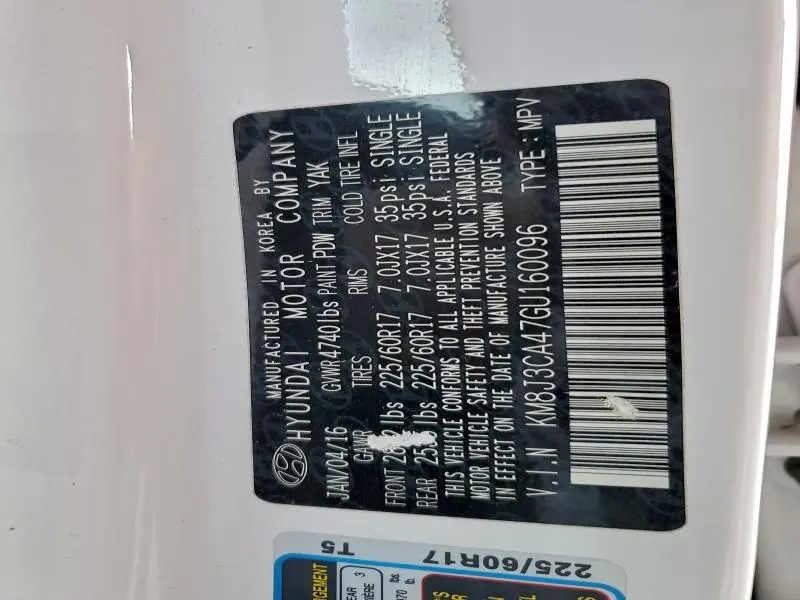 MANUFACTURED IN KOREA BY
HYUNDAI MOTOR COMPANY
JAN/04/16 GVWR 4740lbs PAINT PDW TRIM YAK
GAWR TIRES RIMS COLD TIRE INFL
FRONT lbs 225/60R17 7.0JX17 35psi SINGLE
REAR lbs 225/60R17 7.0JX17 35psi SINGLE
THIS VEHICLE CONFORMS TO ALL APPLICABLE U.S.A. FEDERAL
MOTOR VEHICLE SAFETY AND THEFT PREVENTION STANDARDS
IN EFFECT ON THE DATE OF MANUFACTURE SHOWN ABOVE
V.I.N KM8J3CA47GU160096 TYPE : MPV
T5
225/60R17
3
lbs.